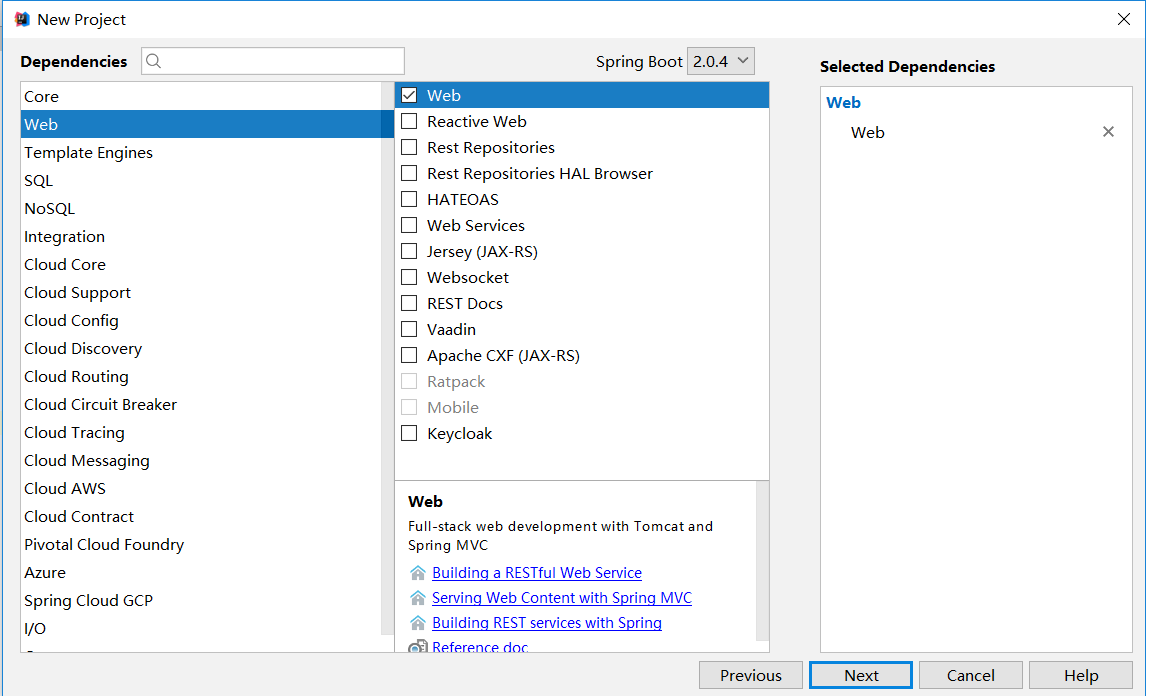 New Project
Dependencies
Spring Boot 2.0.4
Selected Dependencies
Core
Web
Template Engines
SQL
NoSQL
Integration
Cloud Core
Cloud Support
Cloud Config
Cloud Discovery
Cloud Routing
Cloud Circuit Breaker
Cloud Tracing
Cloud Messaging
Cloud AWS
Cloud Contract
Pivotal Cloud Foundry
Azure
Spring Cloud GCP
I/O
Web
Reactive Web
Rest Repositories
Rest Repositories HAL Browser
HATEOAS
Web Services
Jersey (JAX-RS)
Websocket
REST Docs
Vaadin
Apache CXF (JAX-RS)
Ratpack
Mobile
Keycloak
Web
Full-stack web development with Tomcat and
Spring MVC
Building a RESTful Web Service
Serving Web Content with Spring MVC
Building REST services with Spring
Reference doc
Web
Web
Previous
Next
Cancel
Help